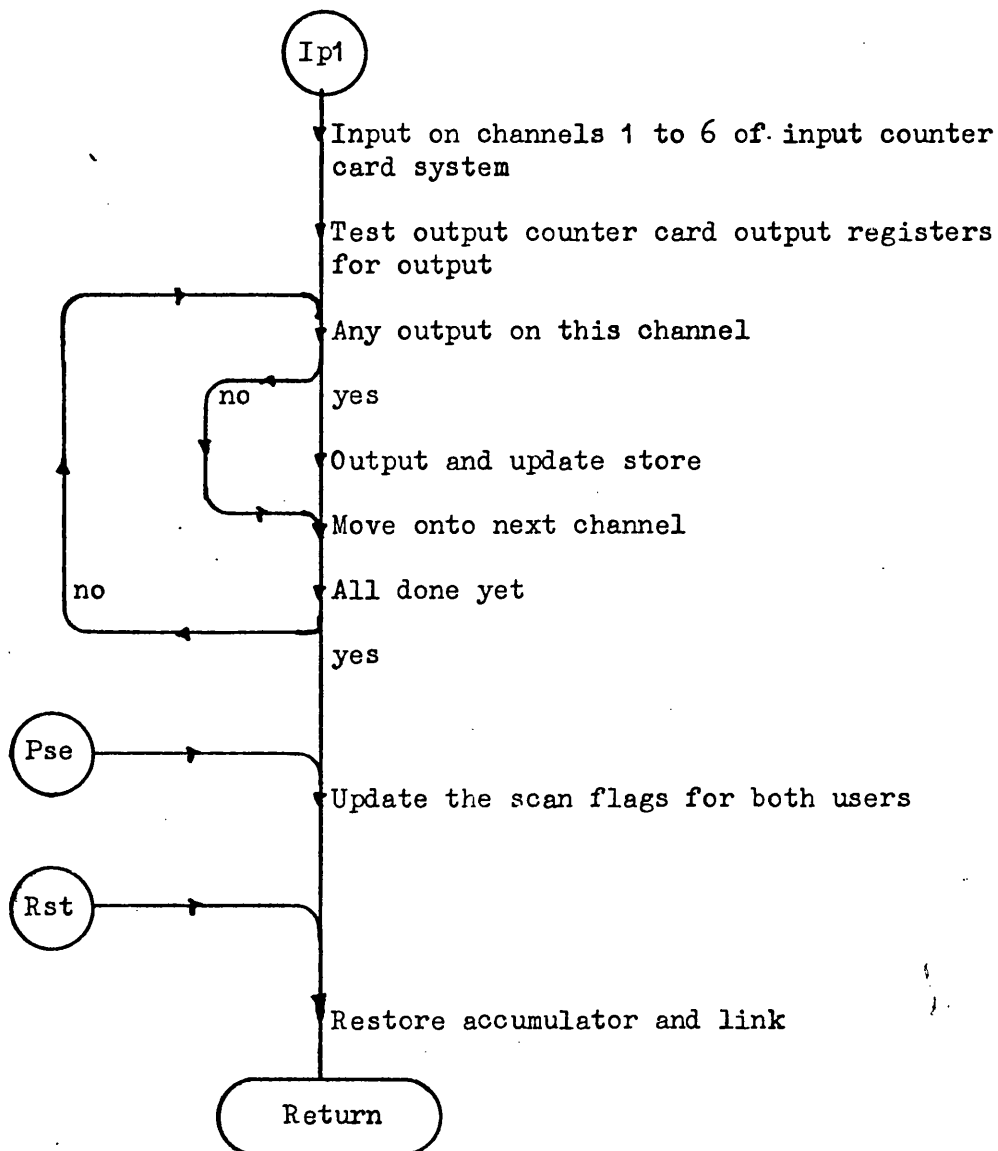 Ip1
Input on channels 1 to 6 of input counter
card system
Test output counter card output registers
for output
Any output on this channel
no
yes
Output and update store
Move onto next channel
no
All done yet
yes
Pse
Update the scan flags for both users
Rst
Restore accumulator and link
Return